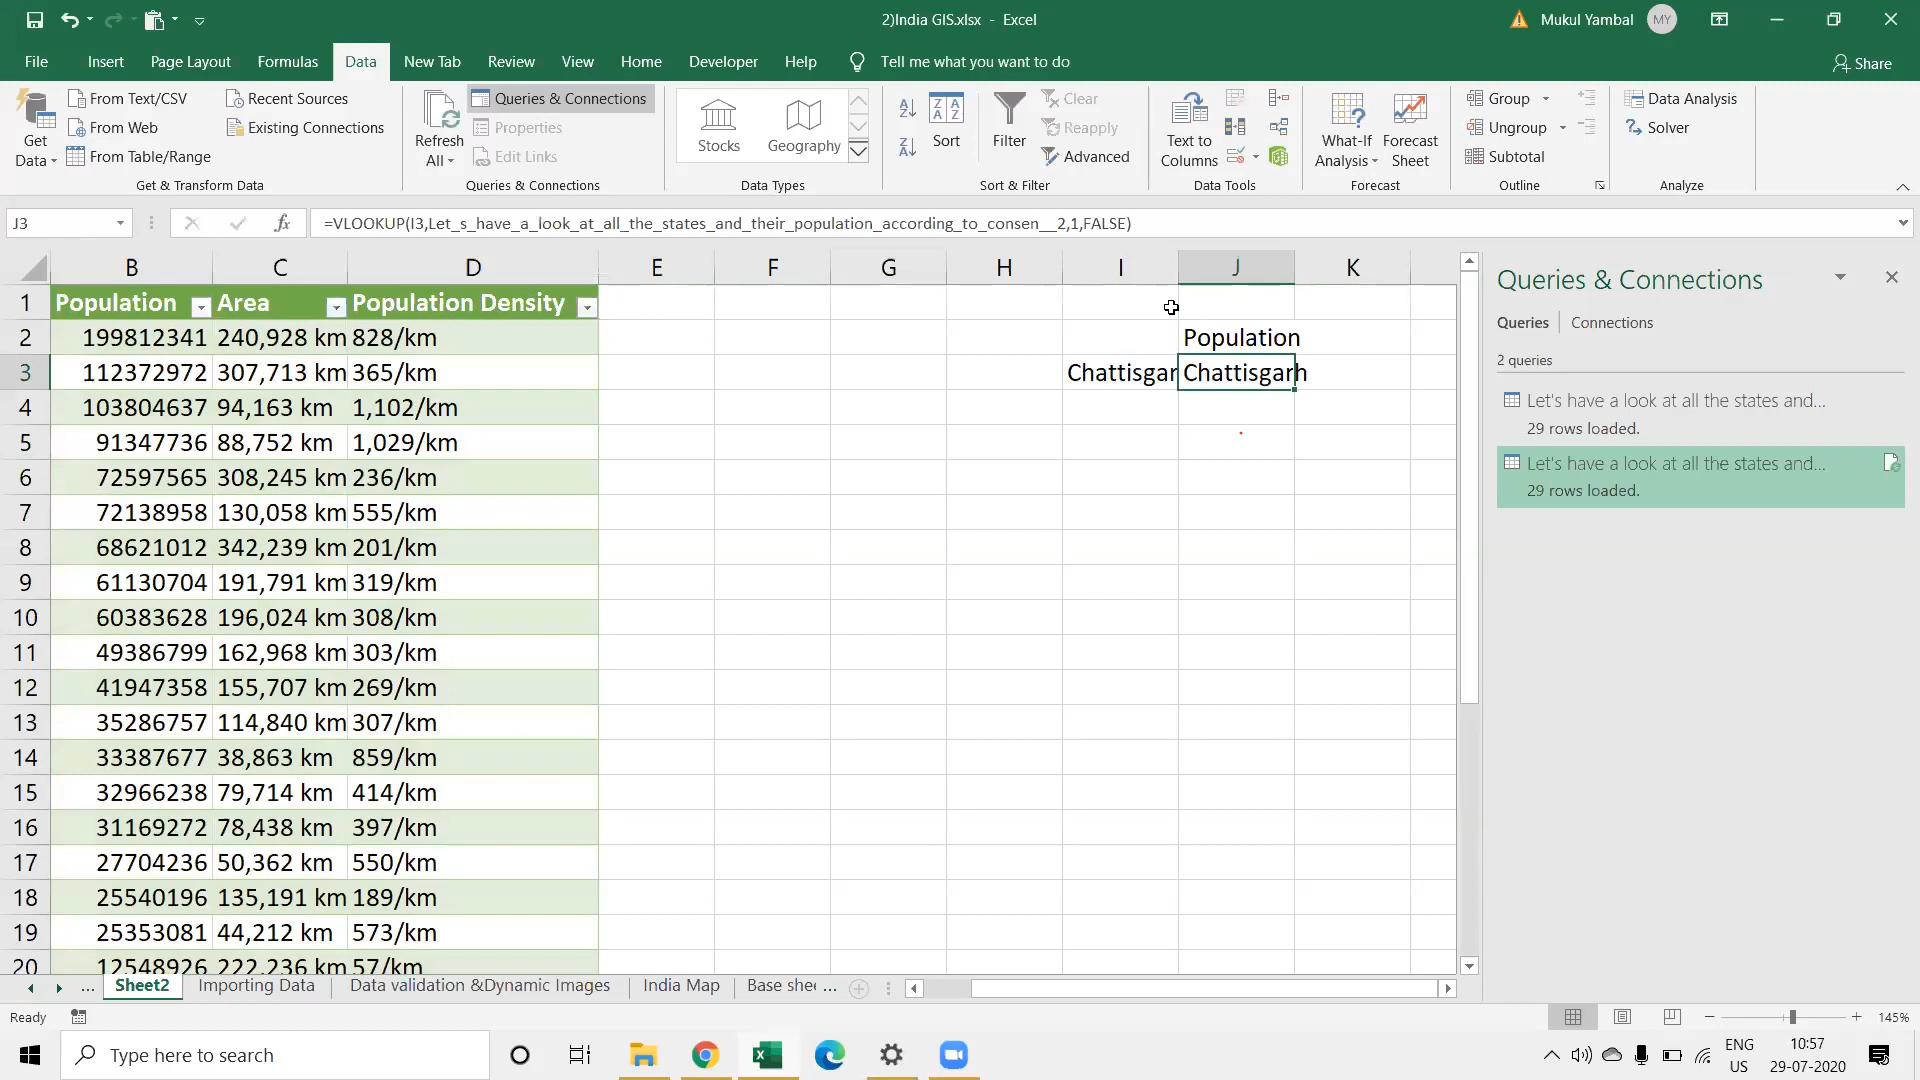 2)India GIS.xlsx - Excel
Mukul Yambal MY
File Insert Page Layout Formulas Data New Tab Review View Home Developer Help Tell me what you want to do Share
Get Data
From Text/CSV
From Web
From Table/Range
Recent Sources
Existing Connections
Get & Transform Data
Refresh All
Queries & Connections
Properties
Edit Links
Queries & Connections
Stocks Geography
Data Types
Sort
Filter
Clear
Reapply
Advanced
Sort & Filter
Text to Columns
Data Tools
What-If Analysis
Forecast Sheet
Forecast
Group
Ungroup
Subtotal
Outline
Data Analysis
Solver
Analyze
J3 fx =VLOOKUP(I3,Let_s_have_a_look_at_all_the_states_and_their_population_according_to_consen__2,1,FALSE)
B C D E F G H I J K
1 Population Area Population Density
2 199812341 240,928 km 828/km Population
3 112372972 307,713 km 365/km Chattisgar Chattisgarh
4 103804637 94,163 km 1,102/km
5 91347736 88,752 km 1,029/km
6 72597565 308,245 km 236/km
7 72138958 130,058 km 555/km
8 68621012 342,239 km 201/km
9 61130704 191,791 km 319/km
10 60383628 196,024 km 308/km
11 49386799 162,968 km 303/km
12 41947358 155,707 km 269/km
13 35286757 114,840 km 307/km
14 33387677 38,863 km 859/km
15 32966238 79,714 km 414/km
16 31169272 78,438 km 397/km
17 27704236 50,362 km 550/km
18 25540196 135,191 km 189/km
19 25353081 44,212 km 573/km
20 12548926 222,236 km 57/km
Queries & Connections
Queries Connections
2 queries
Let's have a look at all the states and...
29 rows loaded.
Let's have a look at all the states and...
29 rows loaded.
... Sheet2 Importing Data Data validation &Dynamic Images India Map Base shee ...
Ready 145%
Type here to search
ENG US
10:57
29-07-2020